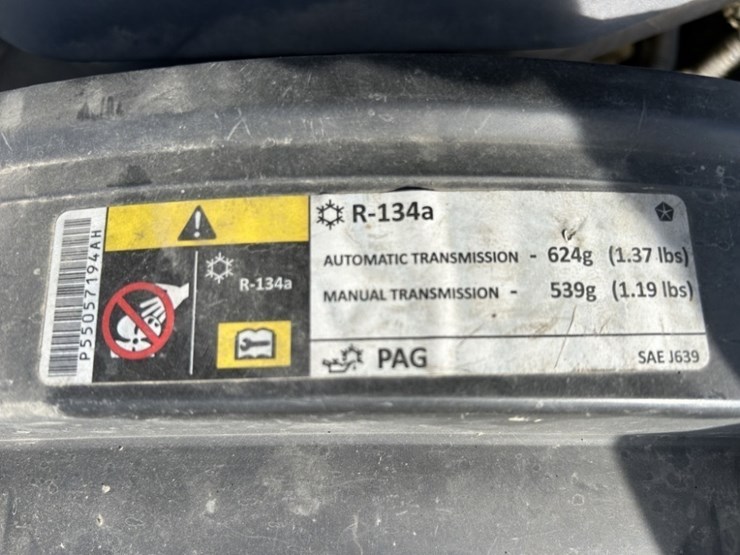 P55057194AH
R-134a
R-134a
AUTOMATIC TRANSMISSION - 624g (1.37 lbs)
MANUAL TRANSMISSION - 539g (1.19 lbs)
PAG
SAE J639